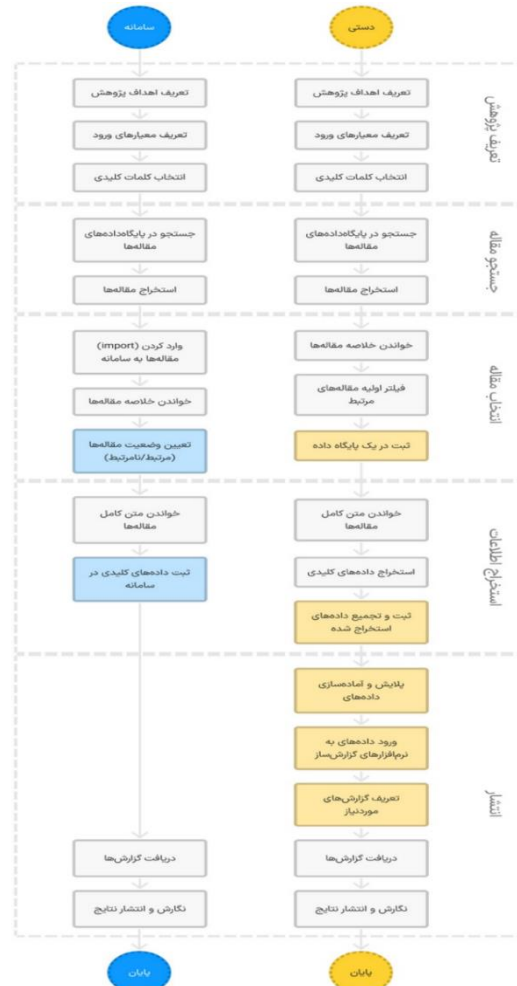 دستی
سامانه
تعریف پژوهش
تعریف اهداف پژوهش
تعریف اهداف پژوهش
تعریف معیارهای ورود
تعریف معیارهای ورود
انتخاب کلمات کلیدی
انتخاب کلمات کلیدی
جستجو مقاله
جستجو در پایگاه‌داده‌های
مقاله‌ها
جستجو در پایگاه‌داده‌های
مقاله‌ها
استخراج مقاله‌ها
استخراج مقاله‌ها
انتخاب مقاله
خواندن خلاصه مقاله‌ها
وارد کردن (import)
مقاله‌ها به سامانه
فیلتر اولیه مقاله‌های
مرتبط
خواندن خلاصه مقاله‌ها
ثبت در یک پایگاه داده
تعیین وضعیت مقاله‌ها
(مرتبط/نامرتبط)
استخراج اطلاعات
خواندن متن کامل
مقاله‌ها
خواندن متن کامل
مقاله‌ها
استخراج داده‌های کلیدی
ثبت داده‌های کلیدی در
سامانه
ثبت و تجمیع داده‌های
استخراج شده
انتشار
پلایش و آماده‌سازی
داده‌های
ورود داده‌های به
نرم‌افزارهای گزارش‌ساز
تعریف گزارش‌های
موردنیاز
دریافت گزارش‌ها
دریافت گزارش‌ها
نگارش و انتشار نتایج
نگارش و انتشار نتایج
پایان
پایان